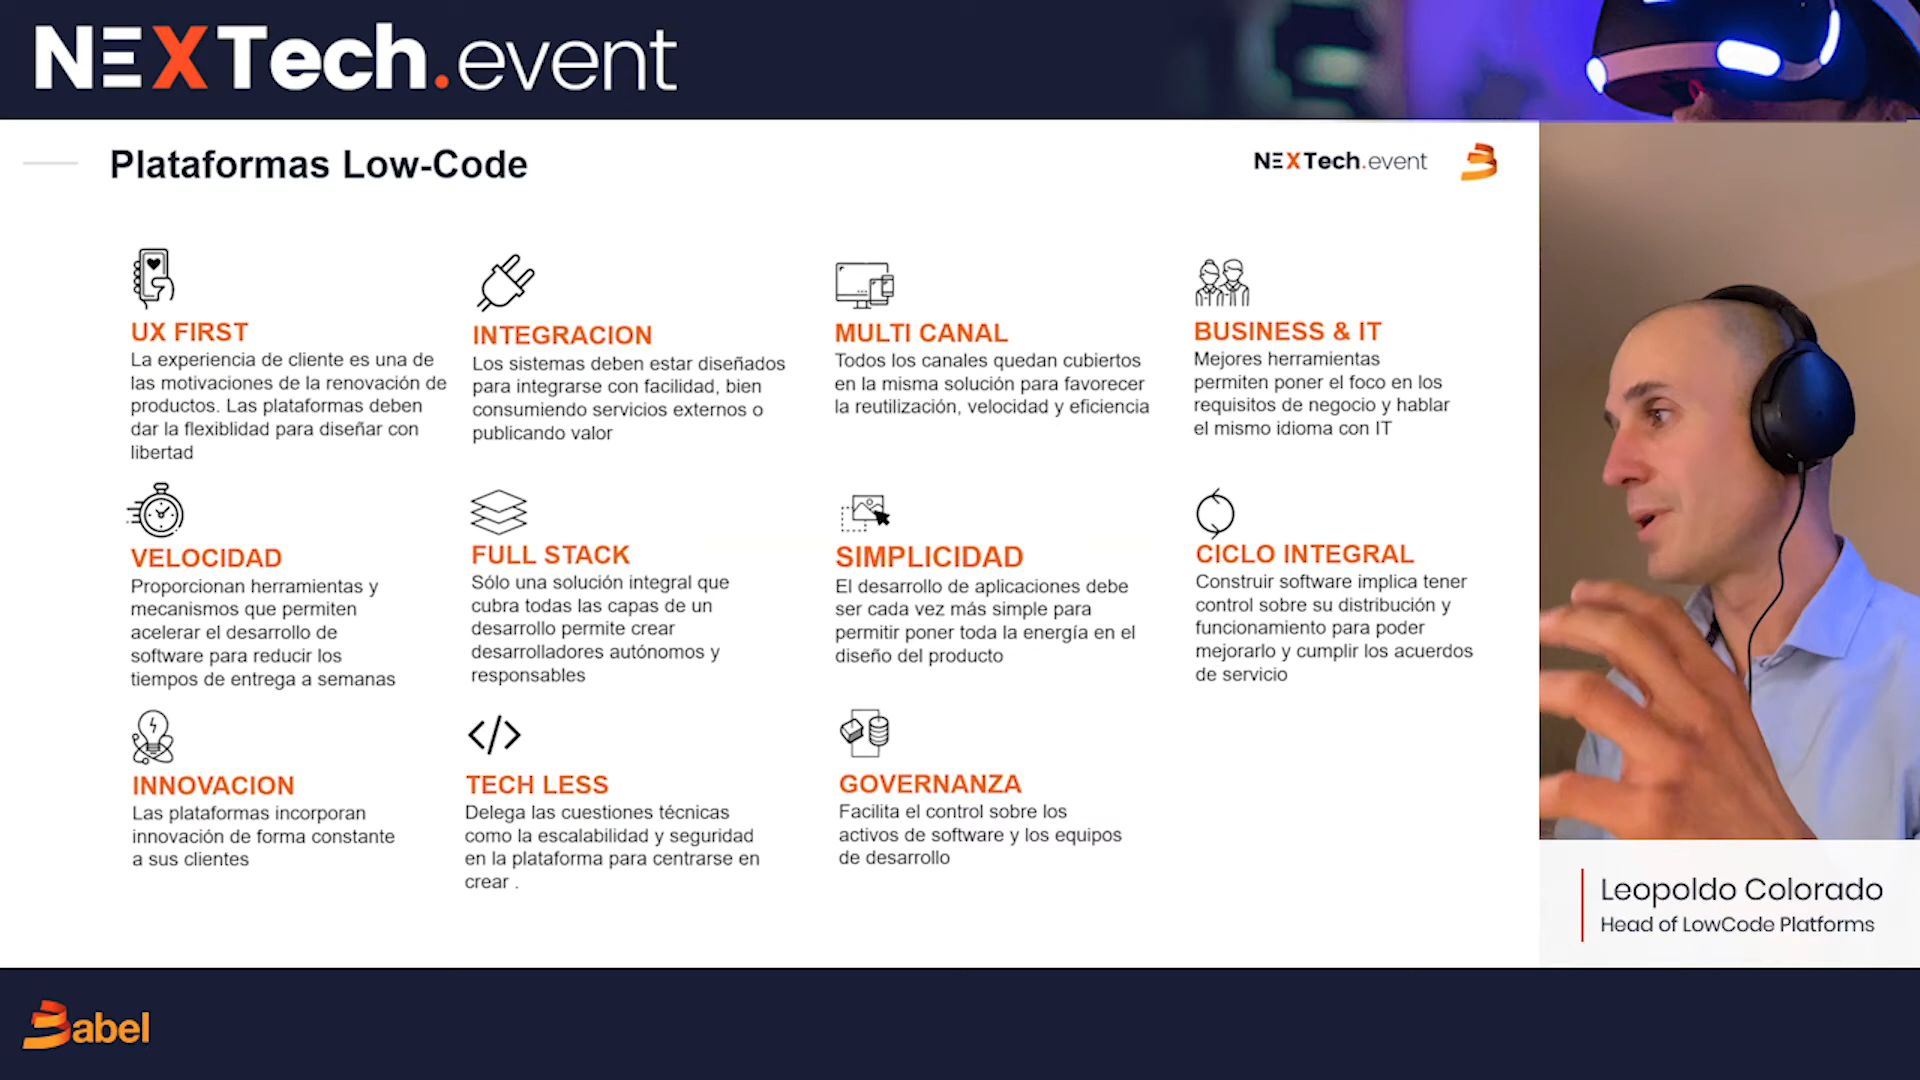 NEXTech.event
Plataformas Low-Code
NEXTech.event
UX FIRST
La experiencia de cliente es una de
las motivaciones de la renovación de
productos. Las plataformas deben
dar la flexiblidad para diseñar con
libertad
INTEGRACION
Los sistemas deben estar diseñados
para integrarse con facilidad, bien
consumiendo servicios externos o
publicando valor
MULTI CANAL
Todos los canales quedan cubiertos
en la misma solución para favorecer
la reutilización, velocidad y eficiencia
BUSINESS & IT
Mejores herramientas
permiten poner el foco en los
requisitos de negocio y hablar
el mismo idioma con IT
VELOCIDAD
Proporcionan herramientas y
mecanismos que permiten
acelerar el desarrollo de
software para reducir los
tiempos de entrega a semanas
FULL STACK
Sólo una solución integral que
cubra todas las capas de un
desarrollo permite crear
desarrolladores autónomos y
responsables
SIMPLICIDAD
El desarrollo de aplicaciones debe
ser cada vez más simple para
permitir poner toda la energía en el
diseño del producto
CICLO INTEGRAL
Construir software implica tener
control sobre su distribución y
funcionamiento para poder
mejorarlo y cumplir los acuerdos
de servicio
INNOVACION
Las plataformas incorporan
innovación de forma constante
a sus clientes
TECH LESS
Delega las cuestiones técnicas
como la escalabilidad y seguridad
en la plataforma para centrarse en
crear .
GOVERNANZA
Facilita el control sobre los
activos de software y los equipos
de desarrollo
Leopoldo Colorado
Head of LowCode Platforms
Babel